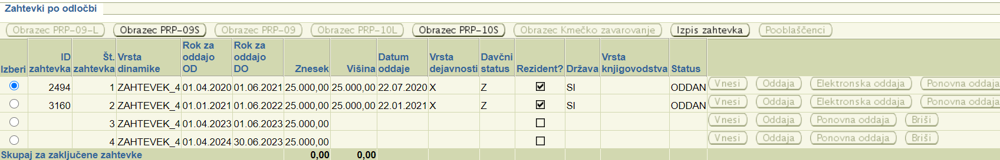 Zahtevki po odločbi
Obrazec PRP-09-L Obrazec PRP-09S Obrazec PRP-09 Obrazec PRP-10L Obrazec PRP-10S Obrazec Kmečko zavarovanje Izpis zahtevka Pooblaščenci
Izberi ID zahtevka Št. zahtevka Vrsta dinamike Rok za oddajo OD Rok za oddajo DO Znesek Višina Datum oddaje Vrsta dejavnosti Davčni status Rezident? Država Vrsta knjigovodstva Status
2494 1 ZAHTEVEK_4 01.04.2020 01.06.2021 25.000,00 25.000,00 22.07.2020 X Z SI ODDAN Vnesi Oddaja Elektronska oddaja Ponovna oddaja
3160 2 ZAHTEVEK_4 01.01.2021 01.06.2022 25.000,00 25.000,00 22.01.2021 X Z SI ODDAN Vnesi Oddaja Elektronska oddaja Ponovna oddaja
3 ZAHTEVEK_4 01.04.2023 01.06.2023 25.000,00 Vnesi Oddaja Ponovna oddaja Briši
4 ZAHTEVEK_4 01.04.2024 30.06.2023 25.000,00 Vnesi Oddaja Ponovna oddaja Briši
Skupaj za zaključene zahtevke 0,00 0,00